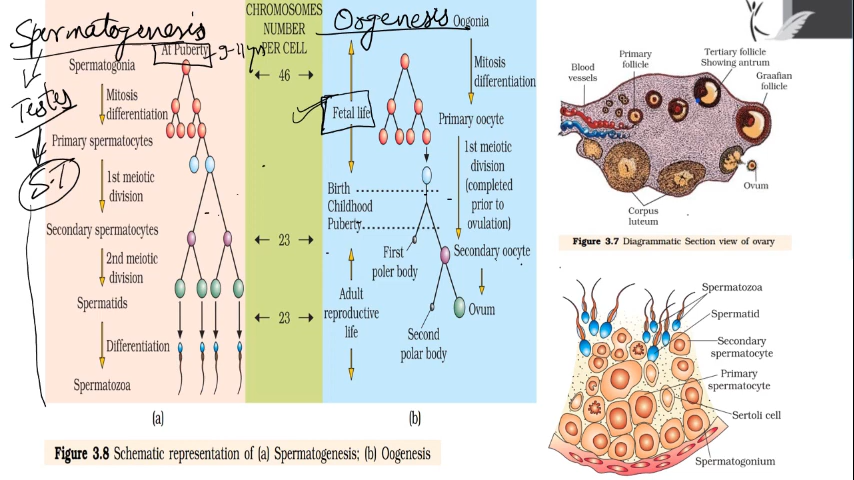 Spermatogenesis
At Puberty
9-11 yrs
Testes
S.T
Spermatogonia
Mitosis
differentiation
Primary spermatocytes
1st meiotic
division
Secondary spermatocytes
2nd meiotic
division
Spermatids
Differentiation
Spermatozoa
(a)
CHROMOSOMES
NUMBER
PER CELL
46
23
23
Oogenesis
Oogonia
Mitosis
differentiation
Fetal life
Primary oocyte
1st meiotic
division
(completed
prior to
ovulation)
Birth
Childhood
Puberty
First
poler body
Secondary oocyte
Adult
reproductive
life
Ovum
Second
polar body
(b)
Figure 3.8 Schematic representation of (a) Spermatogenesis; (b) Oogenesis
Blood
vessels
Primary
follicle
Tertiary follicle
Showing antrum
Graafian
follicle
Ovum
Corpus
luteum
Figure 3.7 Diagrammatic Section view of ovary
Spermatozoa
Spermatid
Secondary
spermatocyte
Primary
spermatocyte
Sertoli cell
Spermatogonium